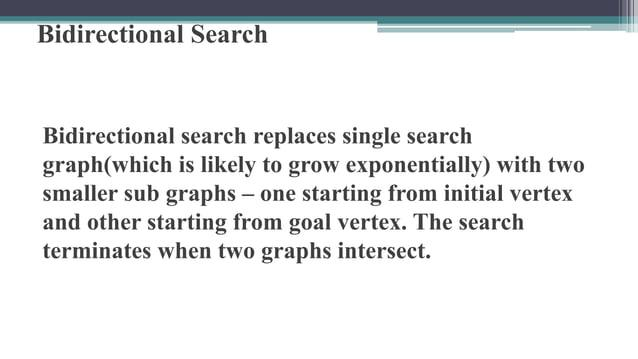 Bidirectional Search
Bidirectional search replaces single search
graph(which is likely to grow exponentially) with two
smaller sub graphs – one starting from initial vertex
and other starting from goal vertex. The search
terminates when two graphs intersect.